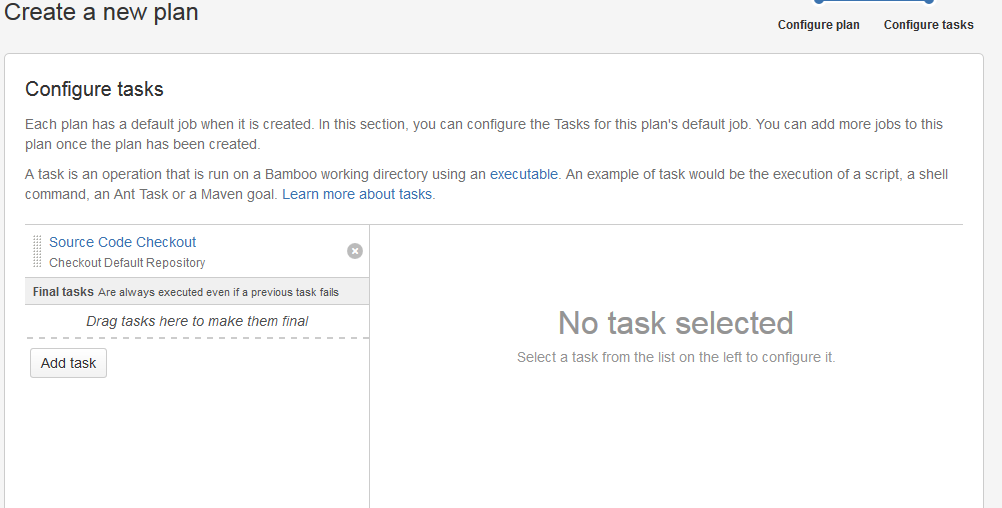 Create a new plan
Configure plan
Configure tasks
Configure tasks
Each plan has a default job when it is created. In this section, you can configure the Tasks for this plan's default job. You can add more jobs to this
plan once the plan has been created.
A task is an operation that is run on a Bamboo working directory using an executable. An example of task would be the execution of a script, a shell
command, an Ant Task or a Maven goal. Learn more about tasks.
Source Code Checkout
Checkout Default Repository
Final tasks Are always executed even if a previous task fails
Drag tasks here to make them final
Add task
No task selected
Select a task from the list on the left to configure it.